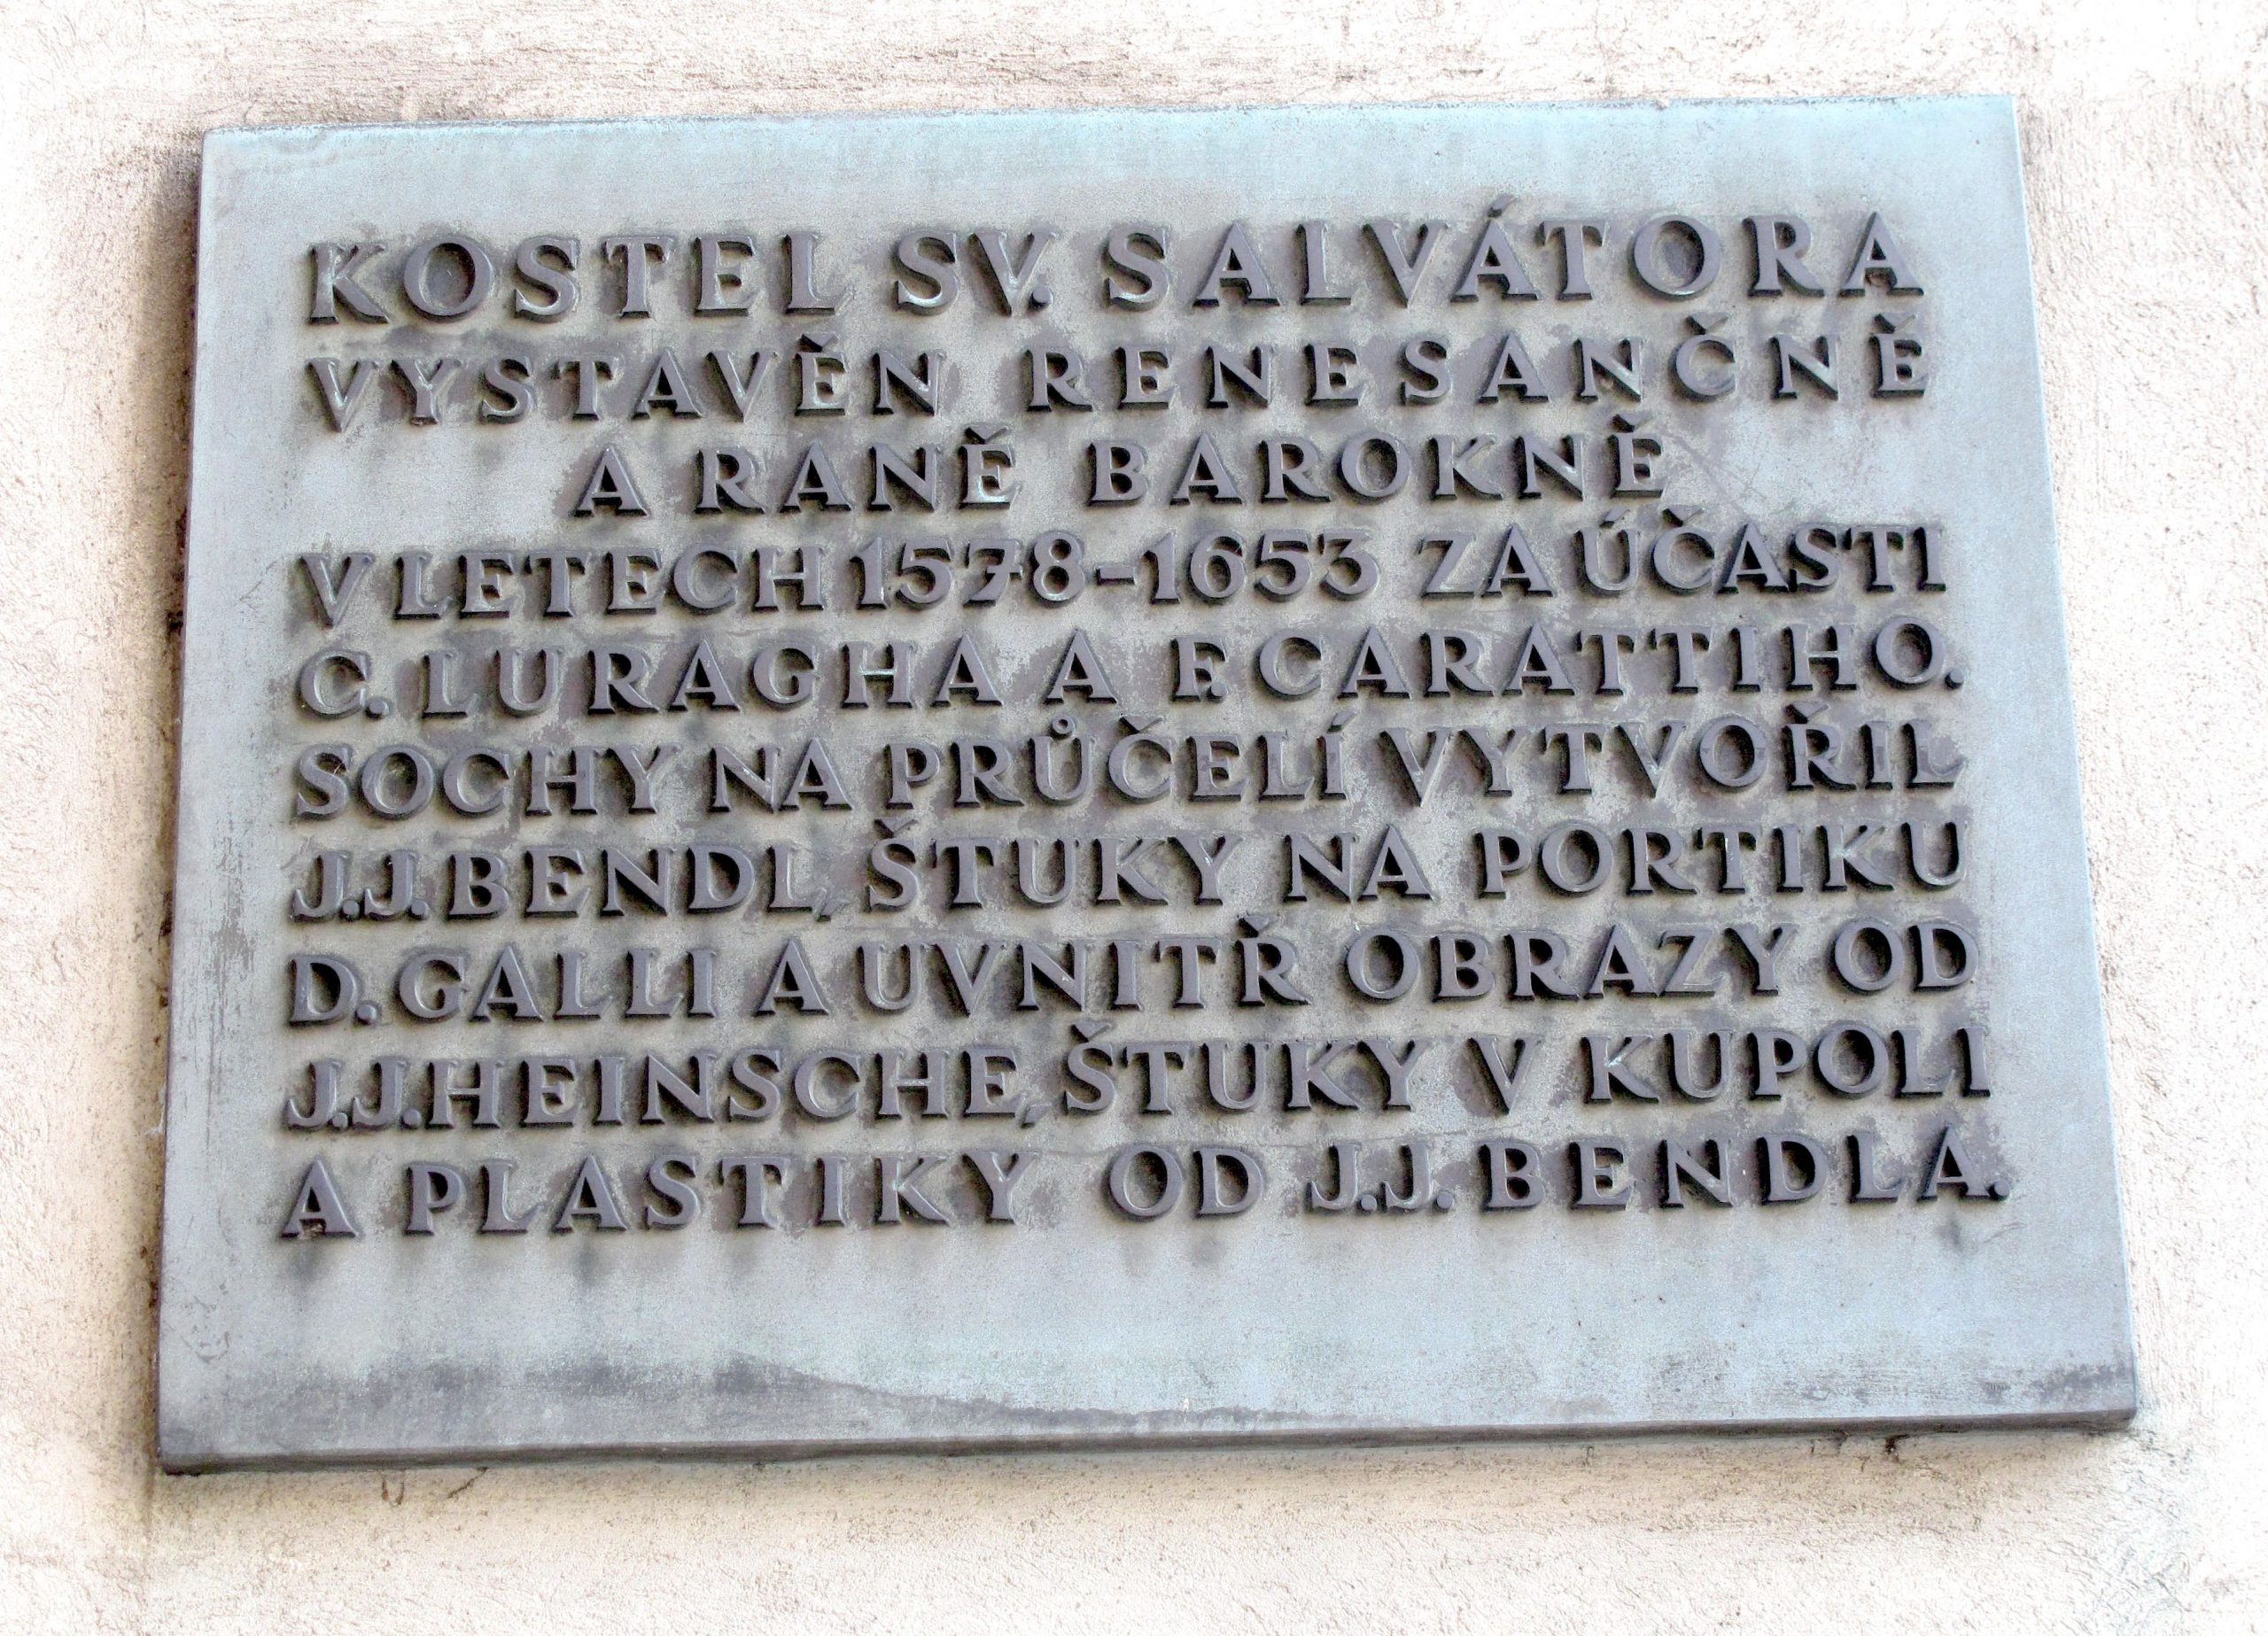 KOSTEL SV. SALVÁTORA
VYSTAVĚN RENESANČNĚ
A RANĚ BAROKNĚ
V LETECH 1578-1653 ZA ÚČASTI
C. LURAGHA A F. CARATTIHO.
SOCHY NA PRŮČELÍ VYTVOŘIL
J.J. BENDL, ŠTUKY NA PORTIKU
D. GALLI A UVNITŘ OBRAZY OD
J.J. HEINSCHE, ŠTUKY V KUPOLI
A PLASTIKY OD J.J. BENDLA.